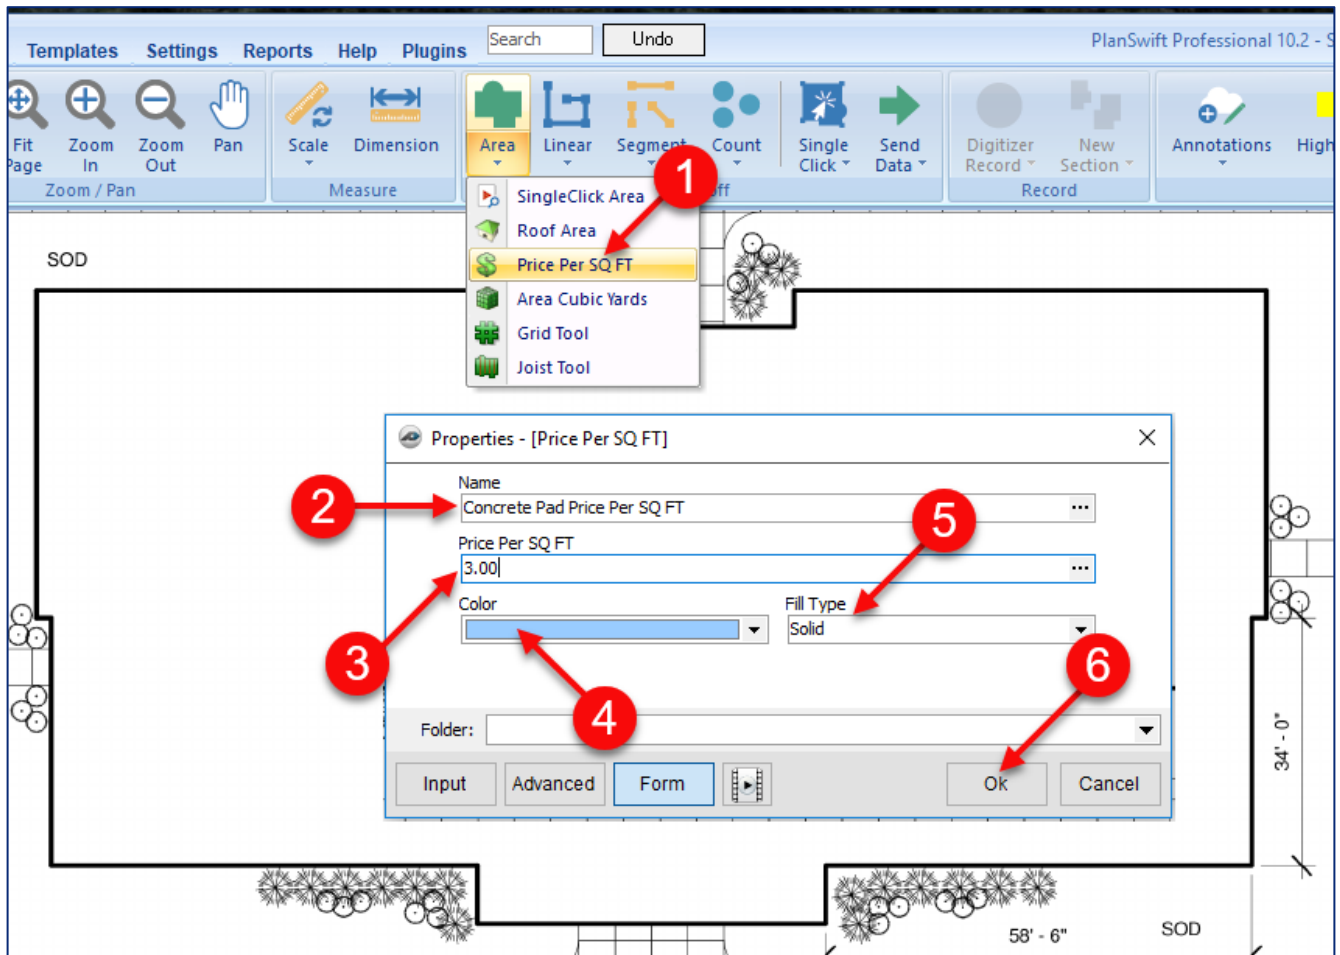 Search
Undo
PlanSwift Professional 10.2 - S
Templates Settings Reports Help Plugins
Fit Page
Zoom In
Zoom Out
Pan
Scale
Dimension
Area
Linear
Segment
Count
Single Click
Send Data
Digitizer Record
New Section
Annotations
High
Zoom / Pan
Measure
ff
Record
1
SingleClick Area
Roof Area
Price Per SQ FT
Area Cubic Yards
Grid Tool
Joist Tool
SOD
Properties - [Price Per SQ FT]
Name
2
Concrete Pad Price Per SQ FT
...
5
Price Per SQ FT
3.00
...
Color
Fill Type
Solid
3
6
4
Folder:
34' - 0"
Input
Advanced
Form
Ok
Cancel
58' - 6"
SOD